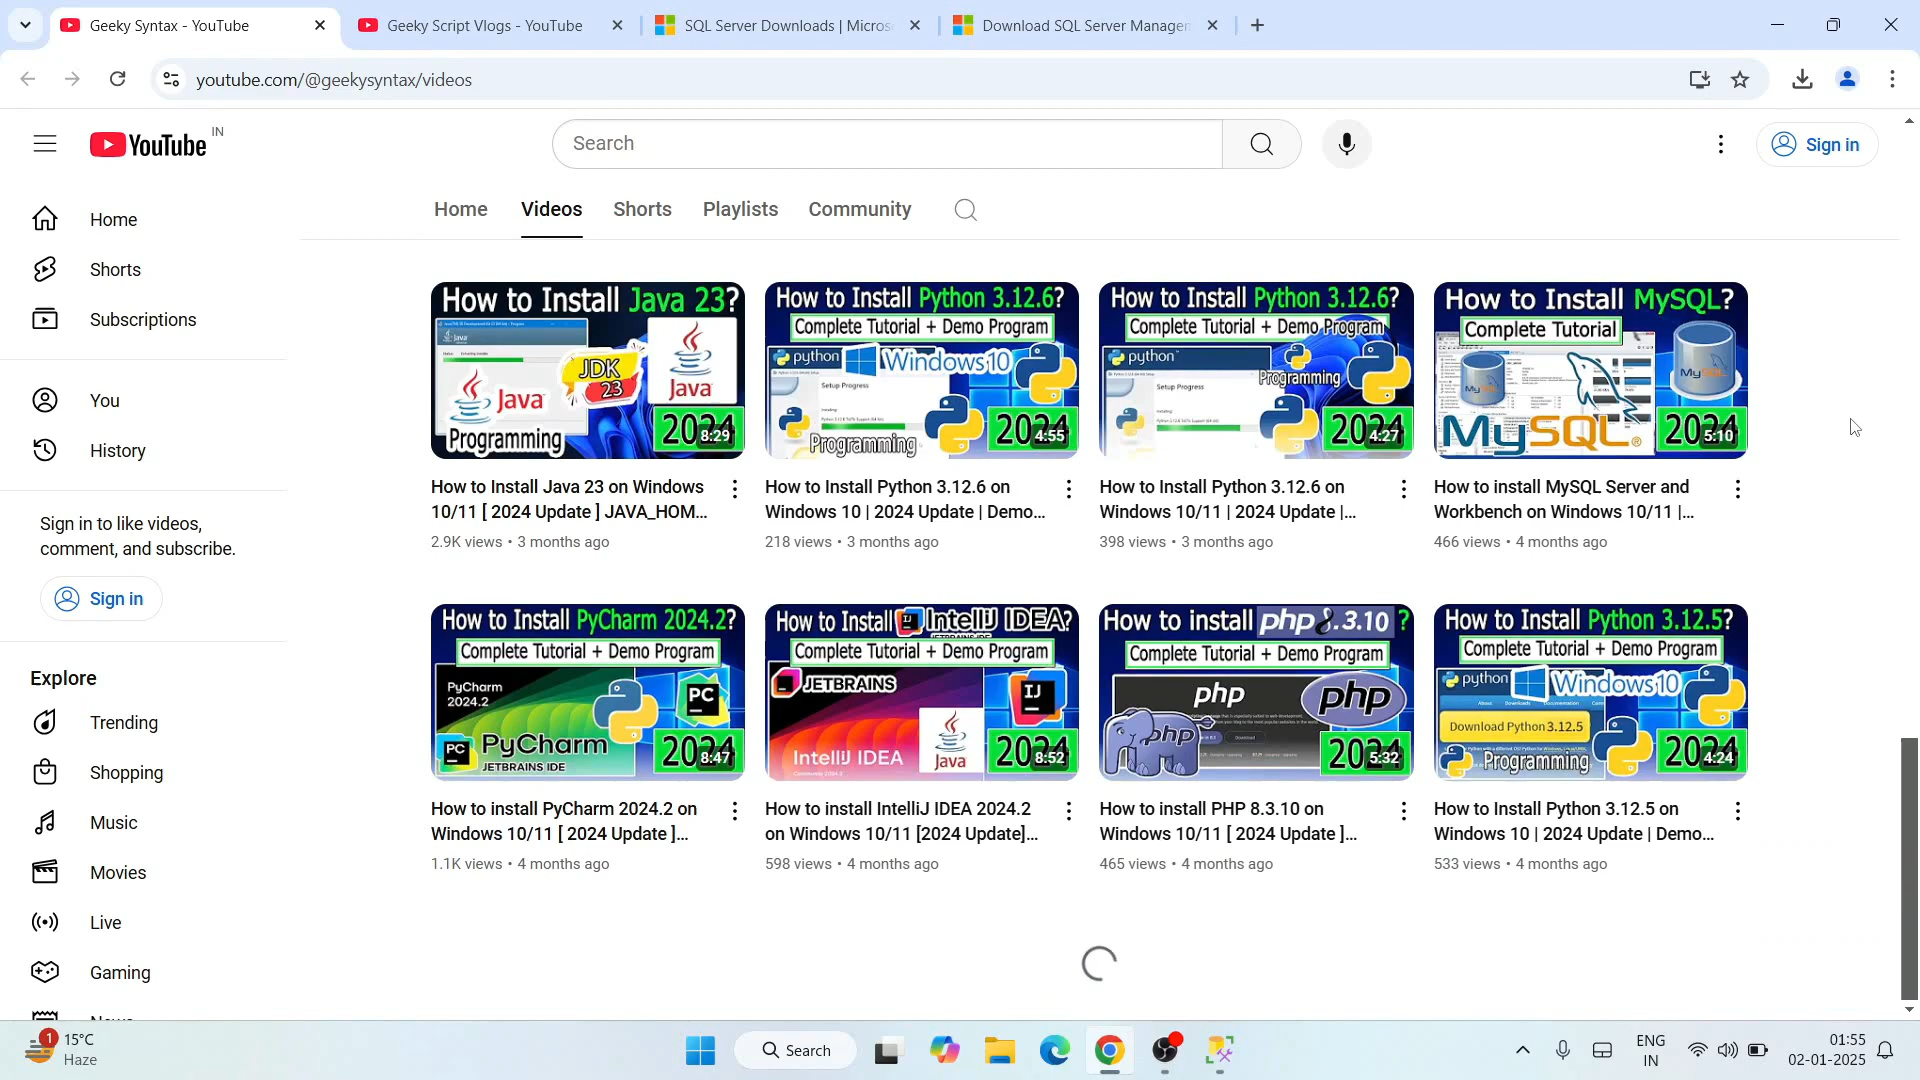 Geeky Syntax - YouTube
Geeky Script Vlogs - YouTube
SQL Server Downloads | Micros
Download SQL Server Managem
youtube.com/@geekysyntax/videos
YouTube IN
Search
Sign in
Home
Shorts
Subscriptions
You
History
Sign in to like videos,
comment, and subscribe.
Sign in
Explore
Trending
Shopping
Music
Movies
Live
Gaming
News
Home Videos Shorts Playlists Community
How to Install Java 23?
Java
JDK
23
Java
Programming
2024
8:29
How to Install Java 23 on Windows
10/11 [ 2024 Update ] JAVA_HOM...
2.9K views • 3 months ago
How to Install Python 3.12.6?
Complete Tutorial + Demo Program
python
Windows10
Setup Progress
Programming
2024
4:55
How to Install Python 3.12.6 on
Windows 10 | 2024 Update | Demo...
218 views • 3 months ago
How to Install Python 3.12.6?
Complete Tutorial + Demo Program
python
Setup Progress
Programming
2024
4:27
How to Install Python 3.12.6 on
Windows 10/11 | 2024 Update |...
398 views • 3 months ago
How to Install MySQL?
Complete Tutorial
MySQL
2024
5:10
How to install MySQL Server and
Workbench on Windows 10/11 |...
466 views • 4 months ago
How to Install PyCharm 2024.2?
Complete Tutorial + Demo Program
PyCharm
2024.2
PC
PC
PyCharm
JETBRAINS IDE
2024
8:47
How to install PyCharm 2024.2 on
Windows 10/11 [ 2024 Update ]...
1.1K views • 4 months ago
How to Install IntelliJ IDEA?
Complete Tutorial + Demo Program
JETBRAINS
IJ
IntelliJ IDEA
Java
2024
8:52
How to install IntelliJ IDEA 2024.2
on Windows 10/11 [2024 Update]...
598 views • 4 months ago
How to install php 8.3.10 ?
Complete Tutorial + Demo Program
php
php
php
2024
5:32
How to install PHP 8.3.10 on
Windows 10/11 [ 2024 Update ]...
465 views • 4 months ago
How to Install Python 3.12.5?
Complete Tutorial + Demo Program
python
Windows10
Download Python 3.12.5
Programming
2024
4:24
How to Install Python 3.12.5 on
Windows 10 | 2024 Update | Demo...
533 views • 4 months ago
1
15°C
Haze
Search
ENG
IN
01:55
02-01-2025